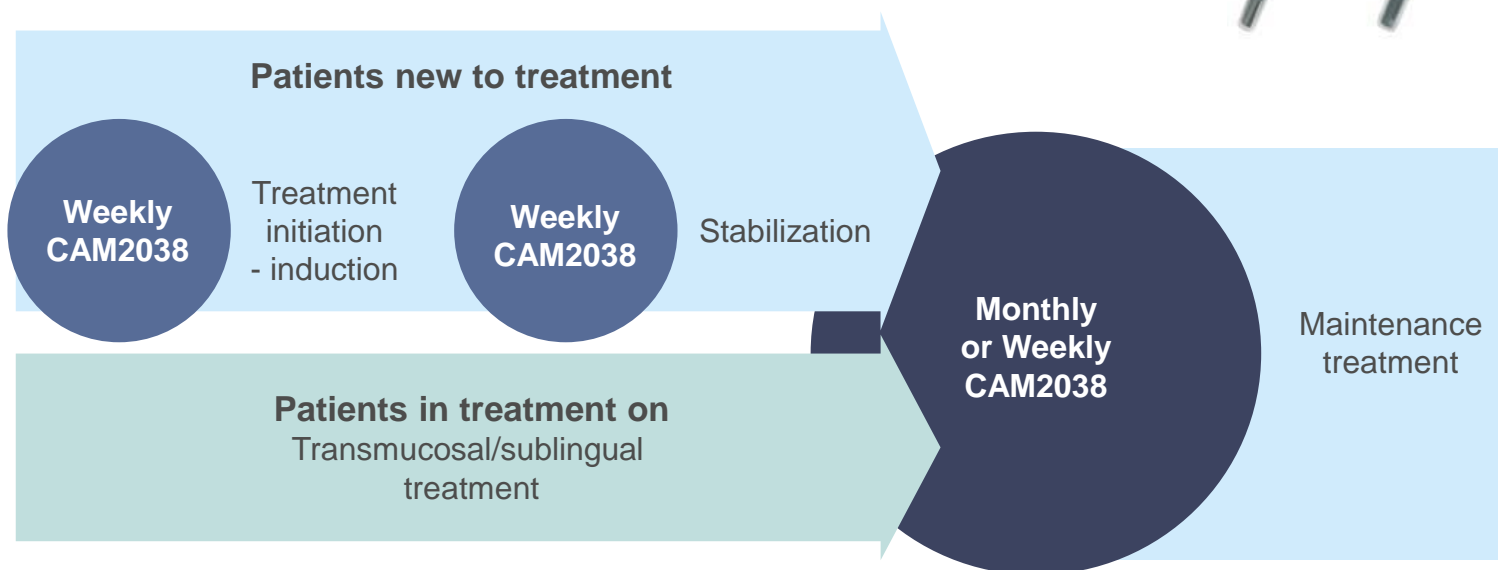 Patients new to treatment
Weekly
CAM2038
Treatment
initiation
- induction
Weekly
CAM2038
Stabilization
Monthly
or Weekly
CAM2038
Maintenance
treatment
Patients in treatment on
Transmucosal/sublingual
treatment